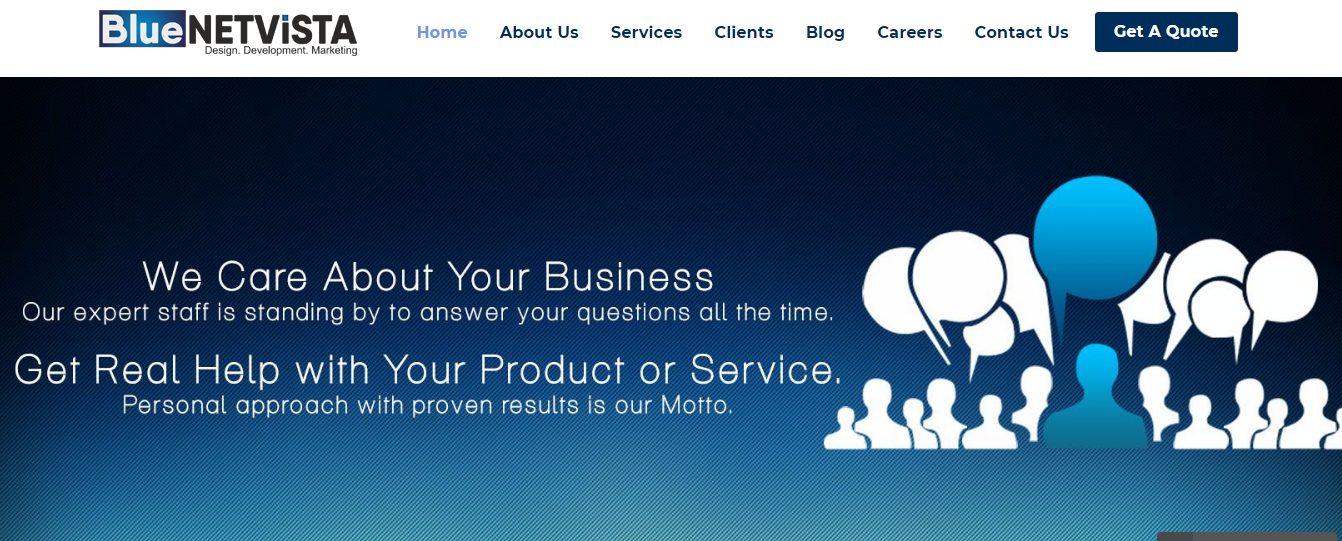 BlueNETViSTA
Design. Development. Marketing
Home
About Us
Services
Clients
Blog
Careers
Contact Us
Get A Quote
We Care About Your Business
Our expert staff is standing by to answer your questions all the time.
Get Real Help with Your Product or Service.
Personal approach with proven results is our Motto.